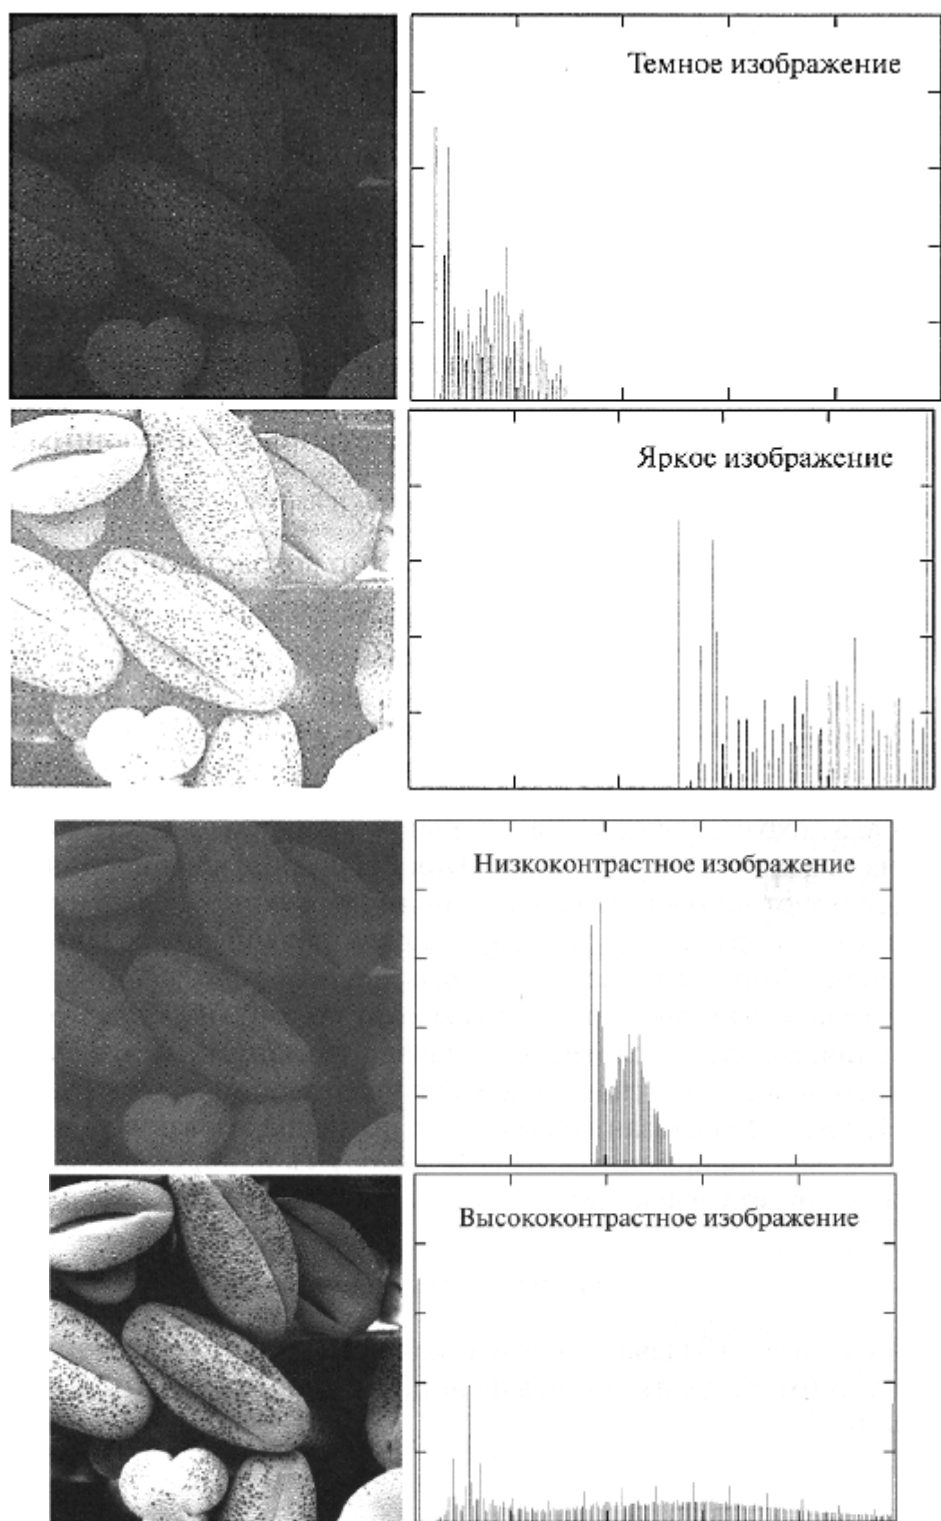 Темное изображение
Яркое изображение
Низкоконтрастное изображение
Высококонтрастное изображение